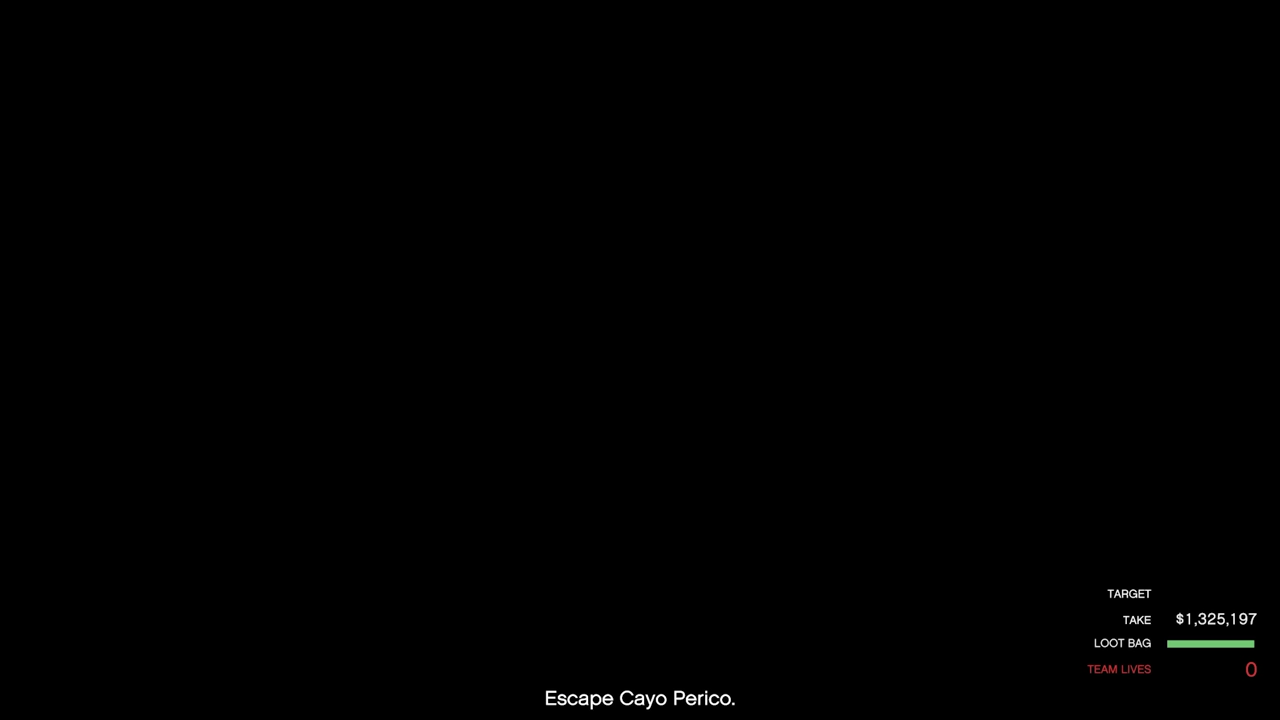 TARGET
TAKE $1,325,197
LOOT BAG
TEAM LIVES 0
Escape Cayo Perico.